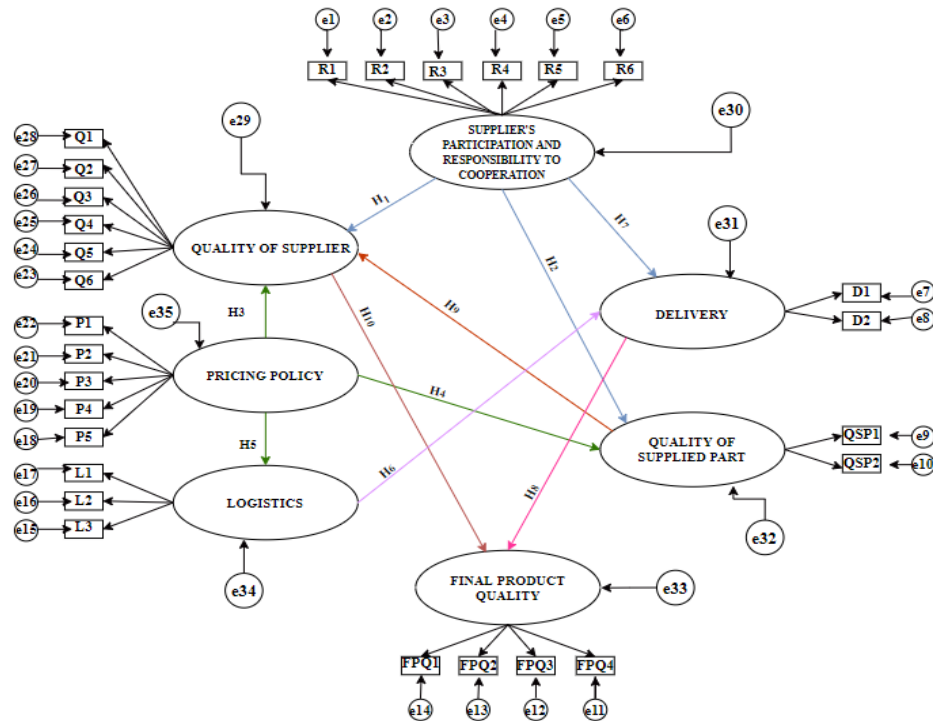 e1
e2
e3
e4
e5
e6
R1
R2
R3
R4
R5
R6
e29
e30
SUPPLIER'S
PARTICIPATION AND
RESPONSIBILITY TO
COOPERATION
e28
Q1
e27
Q2
e26
Q3
e25
Q4
e24
Q5
e23
Q6
QUALITY OF SUPPLIER
H1
H7
H2
e31
DELIVERY
D1
e7
D2
e8
H3
H10
H9
e35
e22
P1
e21
P2
e20
P3
e19
P4
e18
P5
PRICING POLICY
H4
H5
H6
H8
QUALITY OF
SUPPLIED PART
QSP1
e9
QSP2
e10
e17
L1
e16
L2
e15
L3
LOGISTICS
e32
e34
FINAL PRODUCT
QUALITY
e33
FPQ1
FPQ2
FPQ3
FPQ4
e14
e13
e12
e11